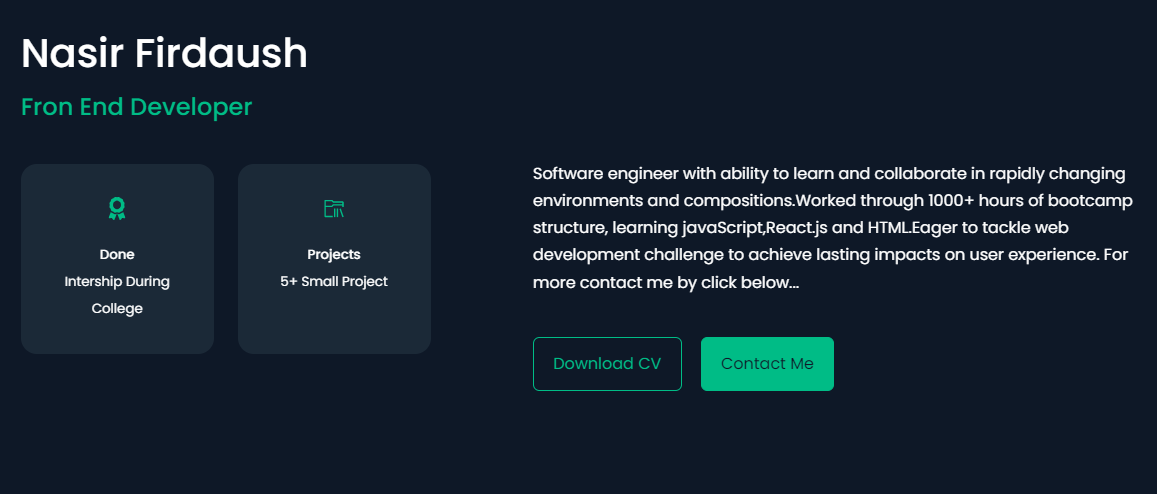 Nasir Firdaush
Fron End Developer
Done
Intership During
College
Projects
5+ Small Project
Software engineer with ability to learn and collaborate in rapidly changing
environments and compositions.Worked through 1000+ hours of bootcamp
structure, learning javaScript,React.js and HTML.Eager to tackle web
development challenge to achieve lasting impacts on user experience. For
more contact me by click below...
Download CV
Contact Me